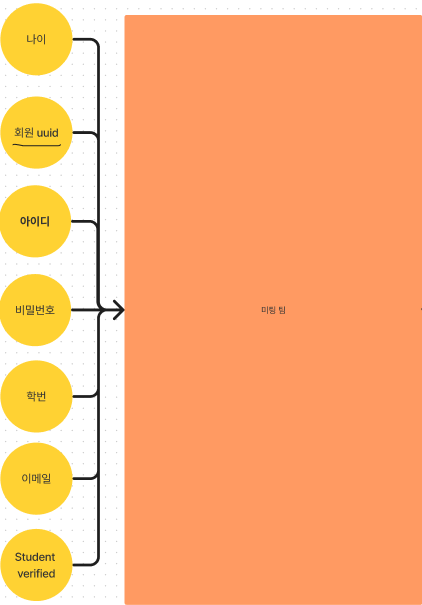 나이
회원 uuid
아이디
비밀번호
미팅 팀
학번
이메일
Student
verified